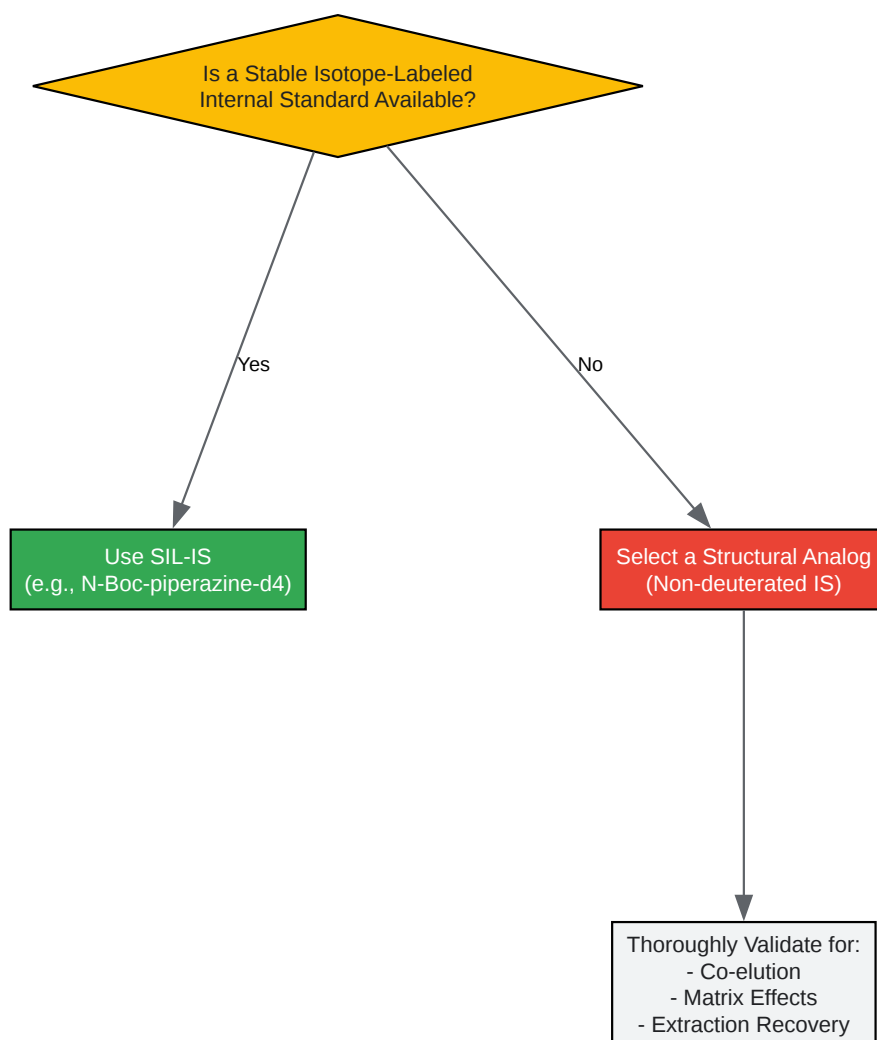 Is a Stable Isotope-Labeled
Internal Standard Available?
Yes
No
Use SIL-IS
(e.g., N-Boc-piperazine-d4)
Select a Structural Analog
(Non-deuterated IS)
Thoroughly Validate for:
- Co-elution
- Matrix Effects
- Extraction Recovery